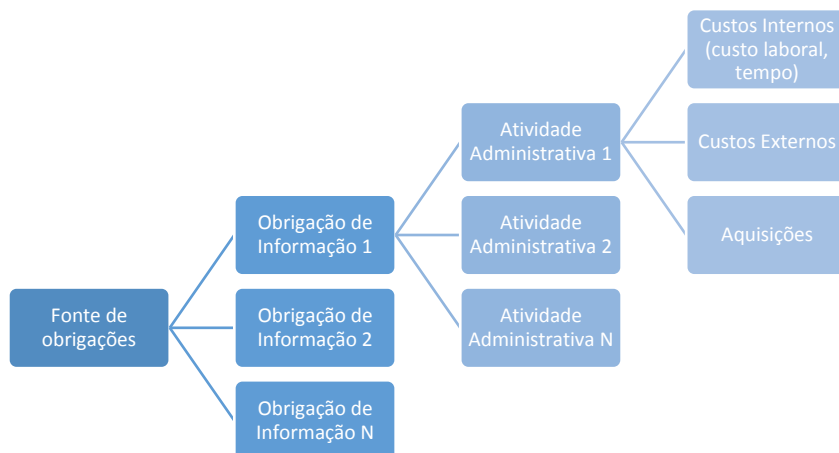 Fonte de
obrigações
Obrigação de
Informação 1
Obrigação de
Informação 2
Obrigação de
Informação N
Atividade
Administrativa 1
Atividade
Administrativa 2
Atividade
Administrativa N
Custos Internos
(custo laboral,
tempo)
Custos Externos
Aquisições